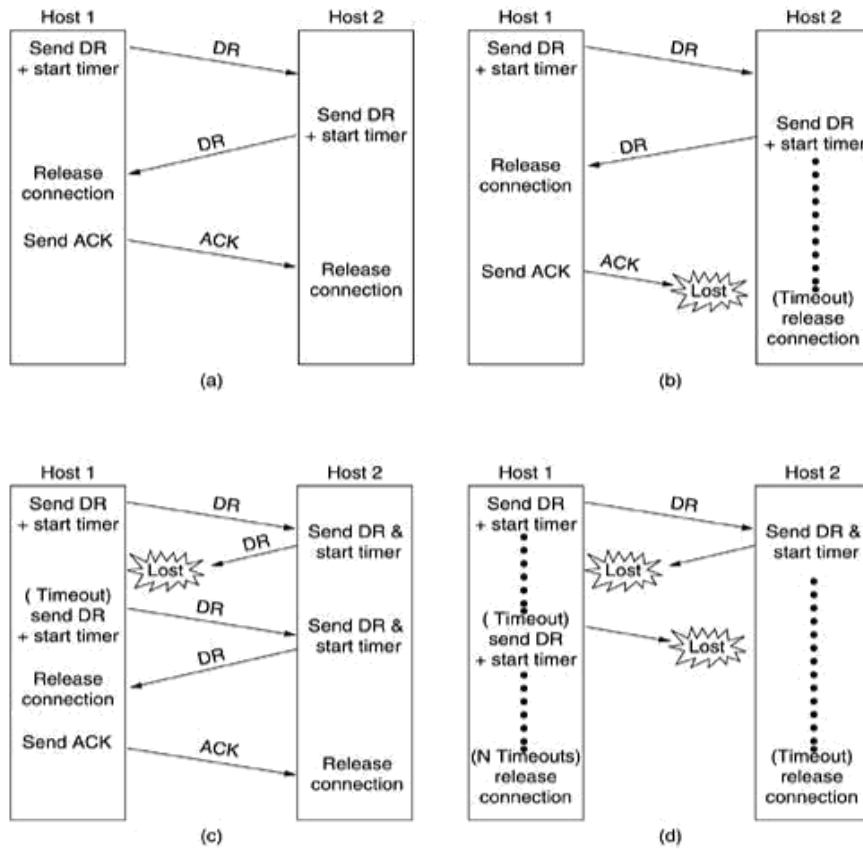 Host 1
Host 2
Send DR
+ start timer
DR
Send DR
+ start timer
DR
Release
connection
Send ACK
ACK
Release
connection
(a)
Host 1
Host 2
Send DR
+ start timer
DR
Send DR
+ start timer
DR
Release
connection
Send ACK
ACK
Lost
(Timeout)
release
connection
(b)
Host 1
Host 2
Send DR
+ start timer
DR
Send DR &
start timer
DR
Lost
( Timeout)
send DR
+ start timer
DR
Send DR &
start timer
DR
Release
connection
Send ACK
ACK
Release
connection
(c)
Host 1
Host 2
Send DR
+ start timer
DR
Send DR &
start timer
Lost
( Timeout)
send DR
+ start timer
Lost
(N Timeouts)
release
connection
(Timeout)
release
connection
(d)